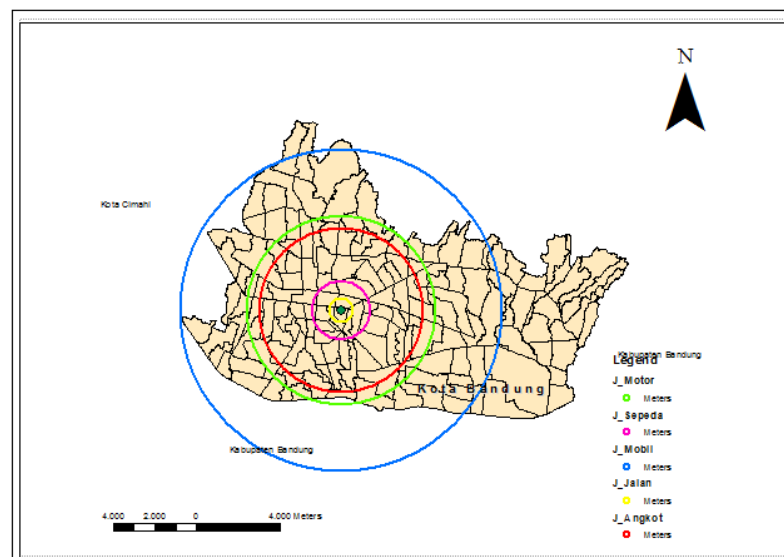 N
Kota Cimahi
Kabupaten Bandung
Legend
J_Motor
Meters
Kota Bandung
J_Sepeda
Meters
J_Mobil
Kabupaten Bandung
Meters
J_Jalan
Meters
4.000 2.000 0 4.000 Meters
J_Angkot
Meters